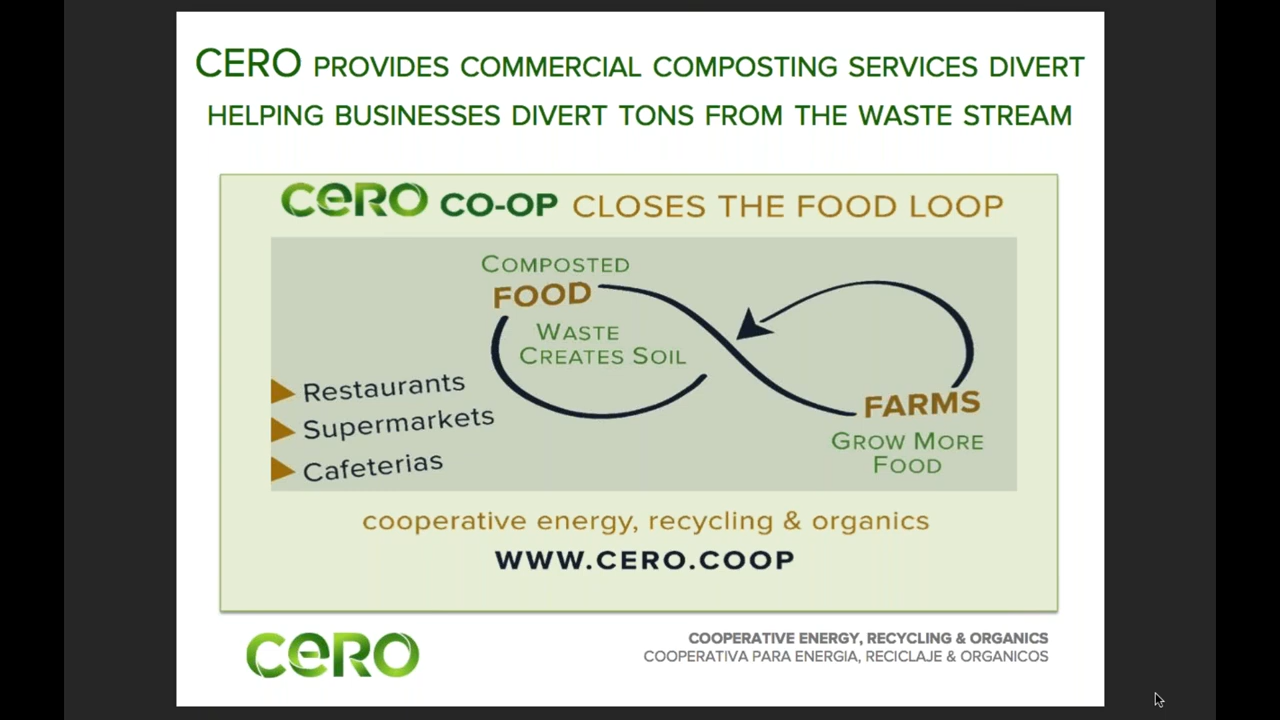 CERO PROVIDES COMMERCIAL COMPOSTING SERVICES DIVERT
HELPING BUSINESSES DIVERT TONS FROM THE WASTE STREAM
CERO CO-OP CLOSES THE FOOD LOOP
COMPOSTED
FOOD
WASTE
CREATES SOIL
Restaurants
Supermarkets
Cafeterias
FARMS
GROW MORE
FOOD
cooperative energy, recycling & organics
WWW.CERO.COOP
CERO
COOPERATIVE ENERGY, RECYCLING & ORGANICS
COOPERATIVA PARA ENERGIA, RECICLAJE & ORGANICOS